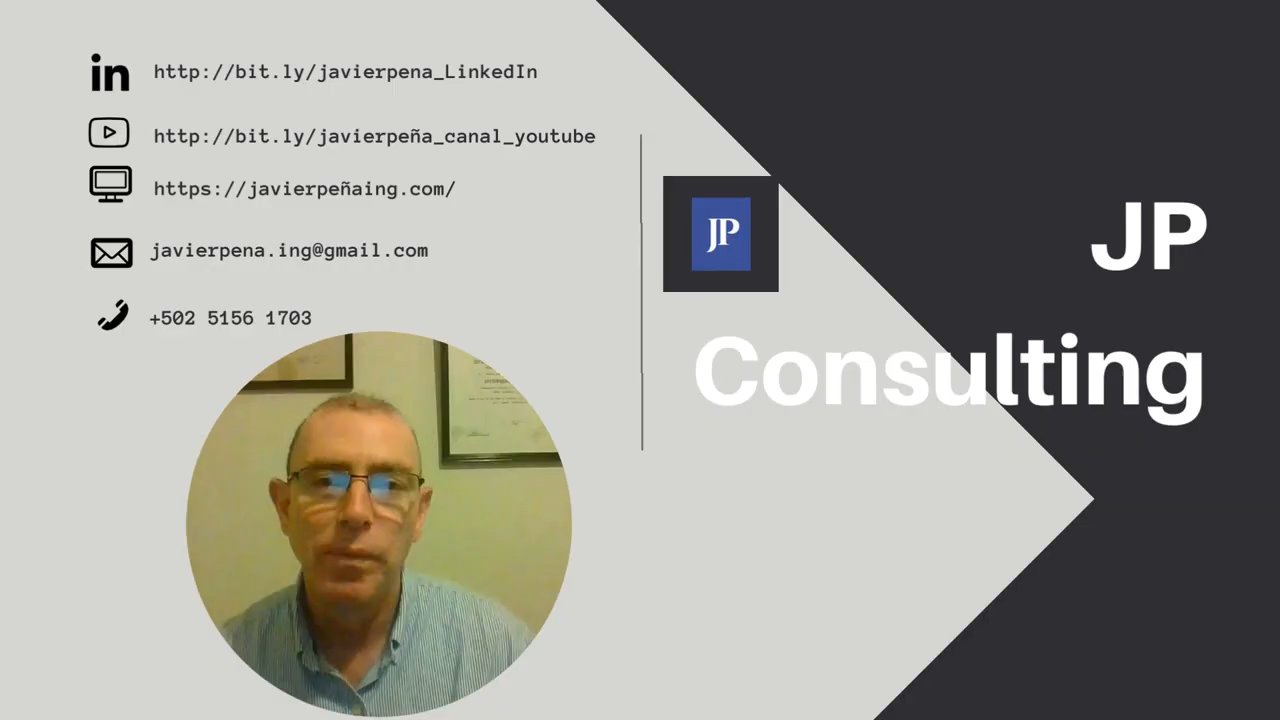 http://bit.ly/javierpena_LinkedIn
http://bit.ly/javierpeña_canal_youtube
https://javierpeñaing.com/
javierpena.ing@gmail.com
+502 5156 1703
JP
JP
Consulting